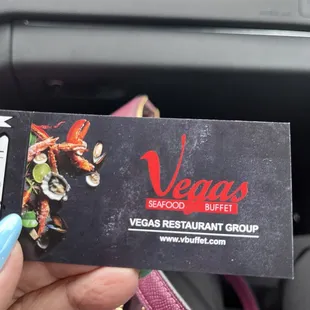 Vegas
SEAFOOD BUFFET
VEGAS RESTAURANT GROUP
www.vbuffet.com